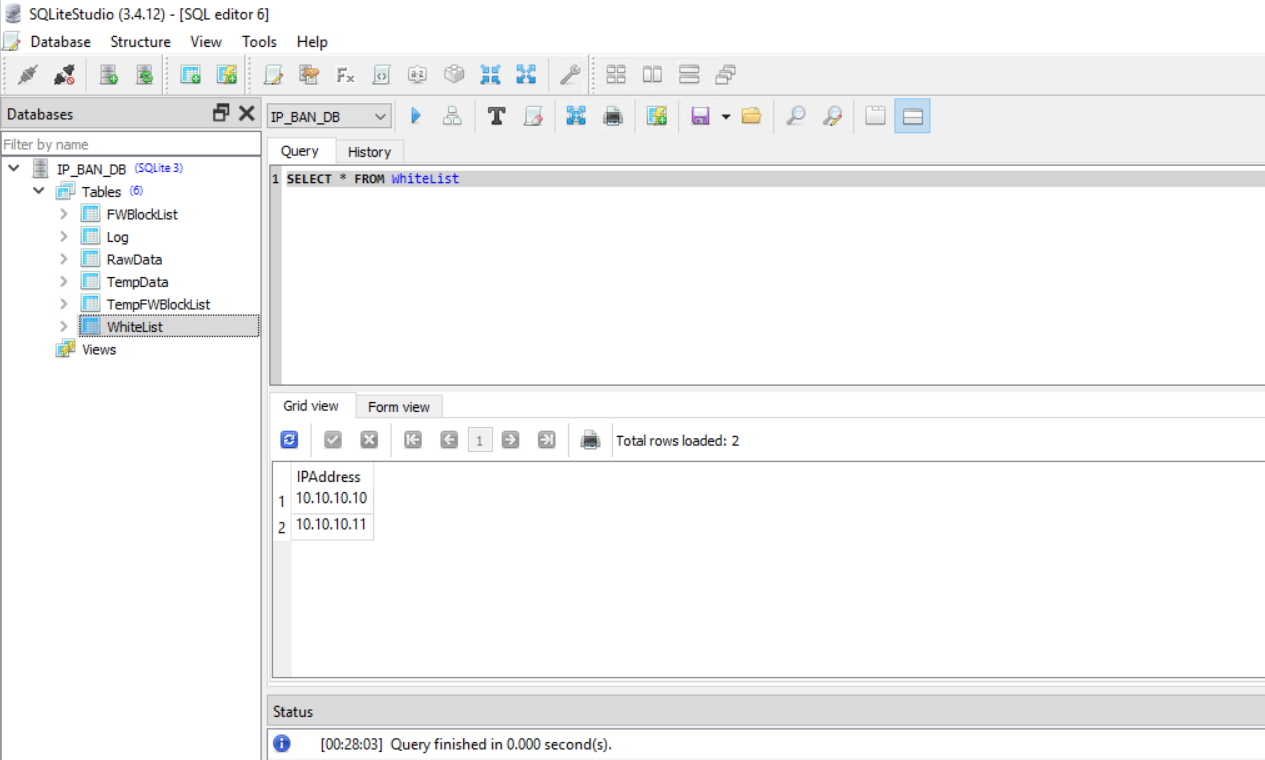 SQLiteStudio (3.4.12) - [SQL editor 6]
Database Structure View Tools Help
Databases
Filter by name
IP_BAN_DB (SQLite 3)
Tables (6)
FWBlockList
Log
RawData
TempData
TempFWBlockList
WhiteList
Views
IP_BAN_DB
Query History
1 SELECT * FROM WhiteList
Grid view Form view
1 Total rows loaded: 2
IPAddress
1 10.10.10.10
2 10.10.10.11
Status
[00:28:03] Query finished in 0.000 second(s).